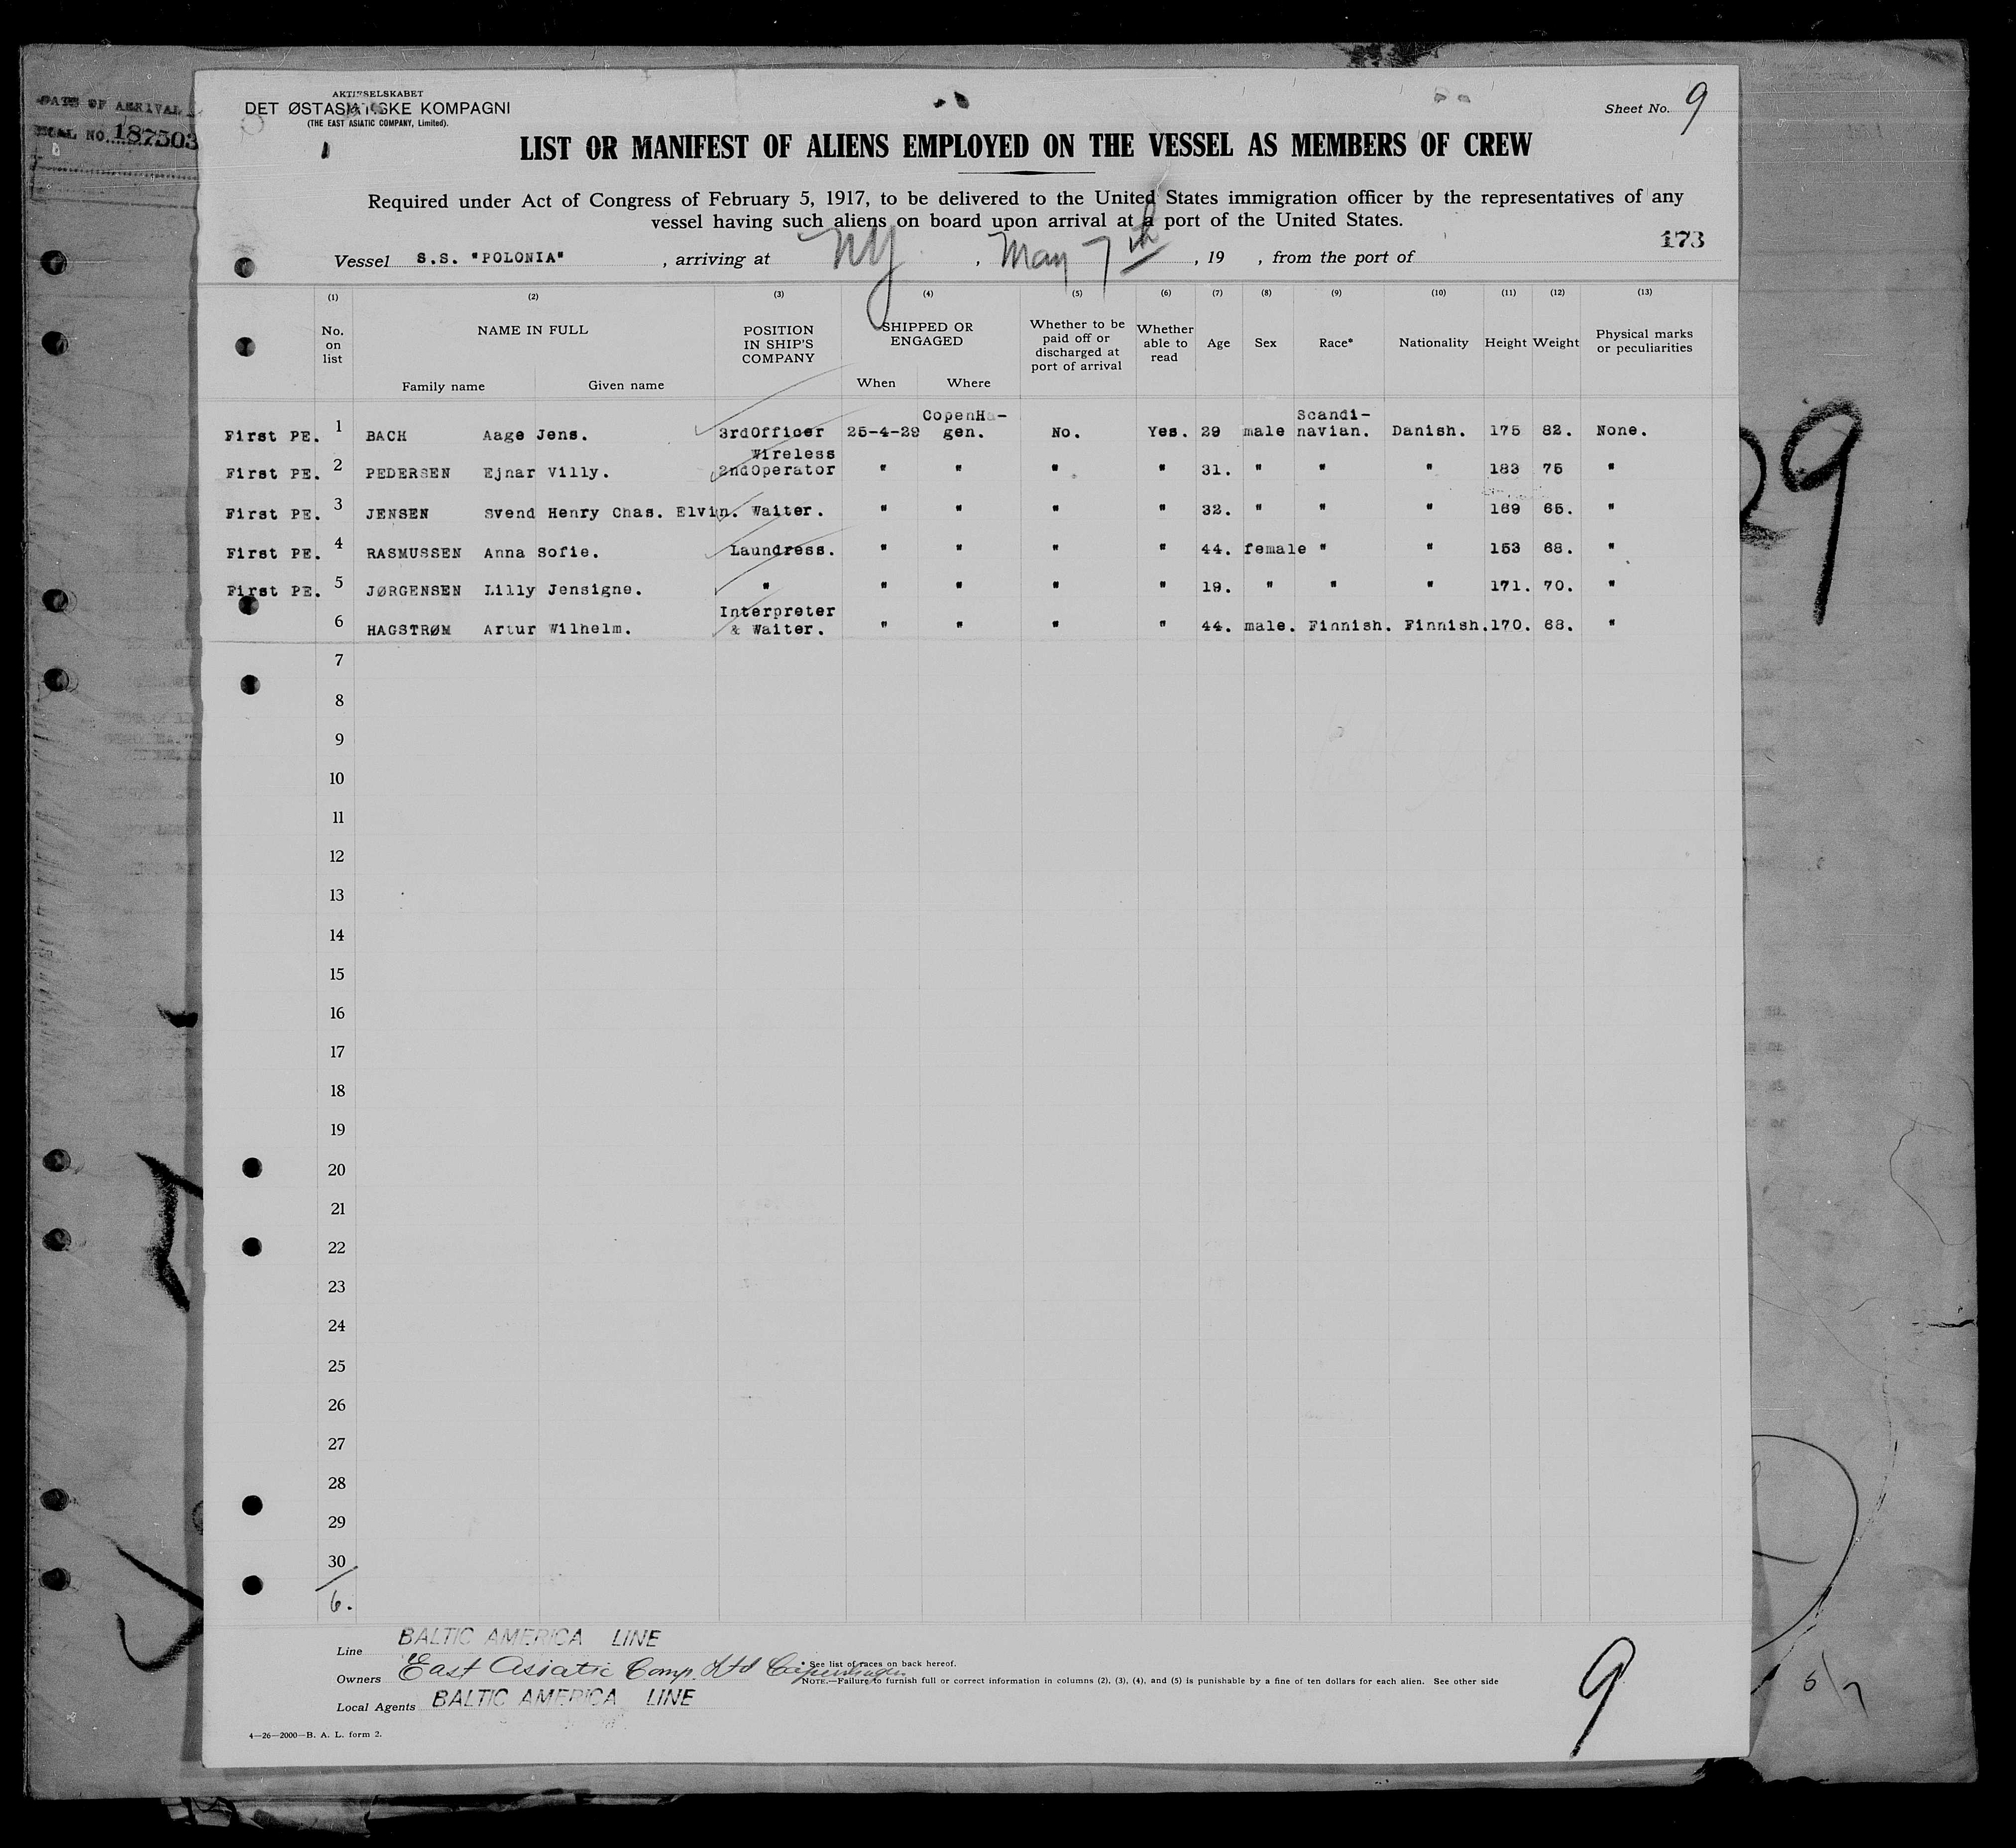 DATE OF ARRIVAL
NO. 187503
AKTIESELSKABET
DET ØSTASIATISKE KOMPAGNI
(THE EAST ASIATIC COMPANY, Limited).
Sheet No. 9
LIST OR MANIFEST OF ALIENS EMPLOYED ON THE VESSEL AS MEMBERS OF CREW
Required under Act of Congress of February 5, 1917, to be delivered to the United States immigration officer by the representatives of any
vessel having such aliens on board upon arrival at a port of the United States.
173
Vessel S.S. "POLONIA" , arriving at NY , May 7th , 19 , from the port of
(1) (2) (3) (4) (5) (6) (7) (8) (9) (10) (11) (12) (13)
No. on list NAME IN FULL Family name Given name POSITION IN SHIP'S COMPANY SHIPPED OR ENGAGED When Where Whether to be paid off or discharged at port of arrival Whether able to read Age Sex Race* Nationality Height Weight Physical marks or peculiarities
First PE. 1 BACH Aage Jens. 3rdOfficer 25-4-29 CopenHa-gen. No. Yes. 29 male Scandi-navian. Danish. 175 82. None.
First PE. 2 PEDERSEN Ejnar Villy. Wireless 2ndOperator " " " " 31. " " " 183 75 "
First PE. 3 JENSEN Svend Henry Chas. Elvin. Waiter. " " " " 32. " " " 169 65. "
First PE. 4 RASMUSSEN Anna Sofie. Laundress. " " " " 44. female " " 153 68. "
First PE. 5 JØRGENSEN Lilly Jensigne. " " " " " 19. " " " 171. 70. "
6 HAGSTRØM Artur Wilhelm. Interpreter & Waiter. " " " " 44. male. Finnish. Finnish. 170. 68. "
7
8
9
10
11
12
13
14
15
16
17
18
19
20
21
22
23
24
25
26
27
28
29
30
6.
Line BALTIC AMERICA LINE
Owners East Asiatic Comp. Ltd Copenhagen
Local Agents BALTIC AMERICA LINE
* See list of races on back hereof.
NOTE.—Failure to furnish full or correct information in columns (2), (3), (4), and (5) is punishable by a fine of ten dollars for each alien. See other side
4—26—2000—B. A. L. form 2.
9
29
5/7